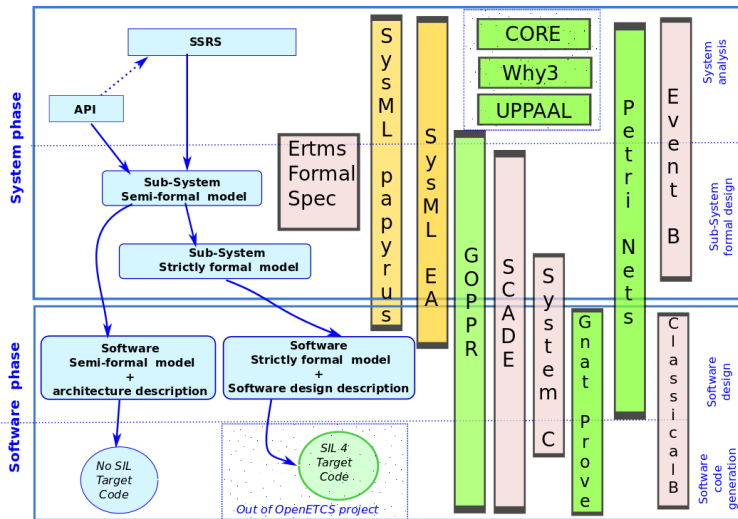 System phase
SSRS
API
Sub-System
Semi-formal model
Sub-System
Strictly formal model
Ertms
Formal
Spec
SysML papyrus
SysML EA
CORE
Why3
UPPAAL
GOPPR
SCADE
System C
Gnat Prove
Petri Nets
Event B
ClassicalB
System
analysis
Sub-System
formal design
Software phase
Software
Semi-formal model
+
architecture description
Software
Strictly formal model
+
Software design description
No SIL
Target
Code
SIL 4
Target
Code
Out of OpenETCS project
Software
design
Software
code
generation